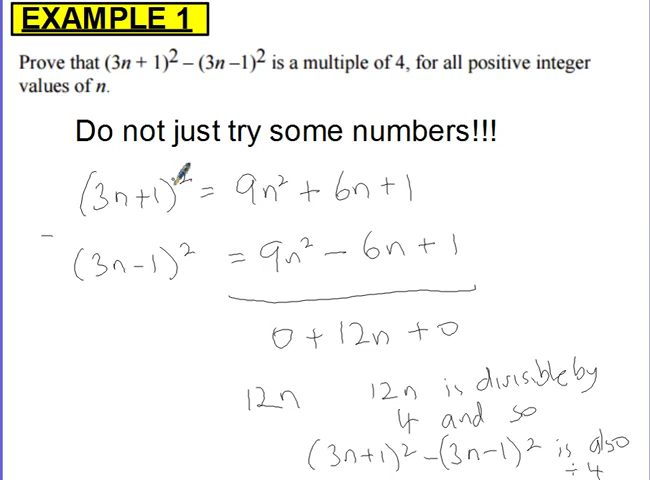 EXAMPLE 1
Prove that (3n + 1)² – (3n –1)² is a multiple of 4, for all positive integer
values of n.
Do not just try some numbers!!!
(3n+1)² = 9n² + 6n + 1
–
(3n-1)² = 9n² - 6n + 1
0 + 12n + 0
12n 12n is divisible by
4 and so
(3n+1)² - (3n-1)² is also
÷ 4